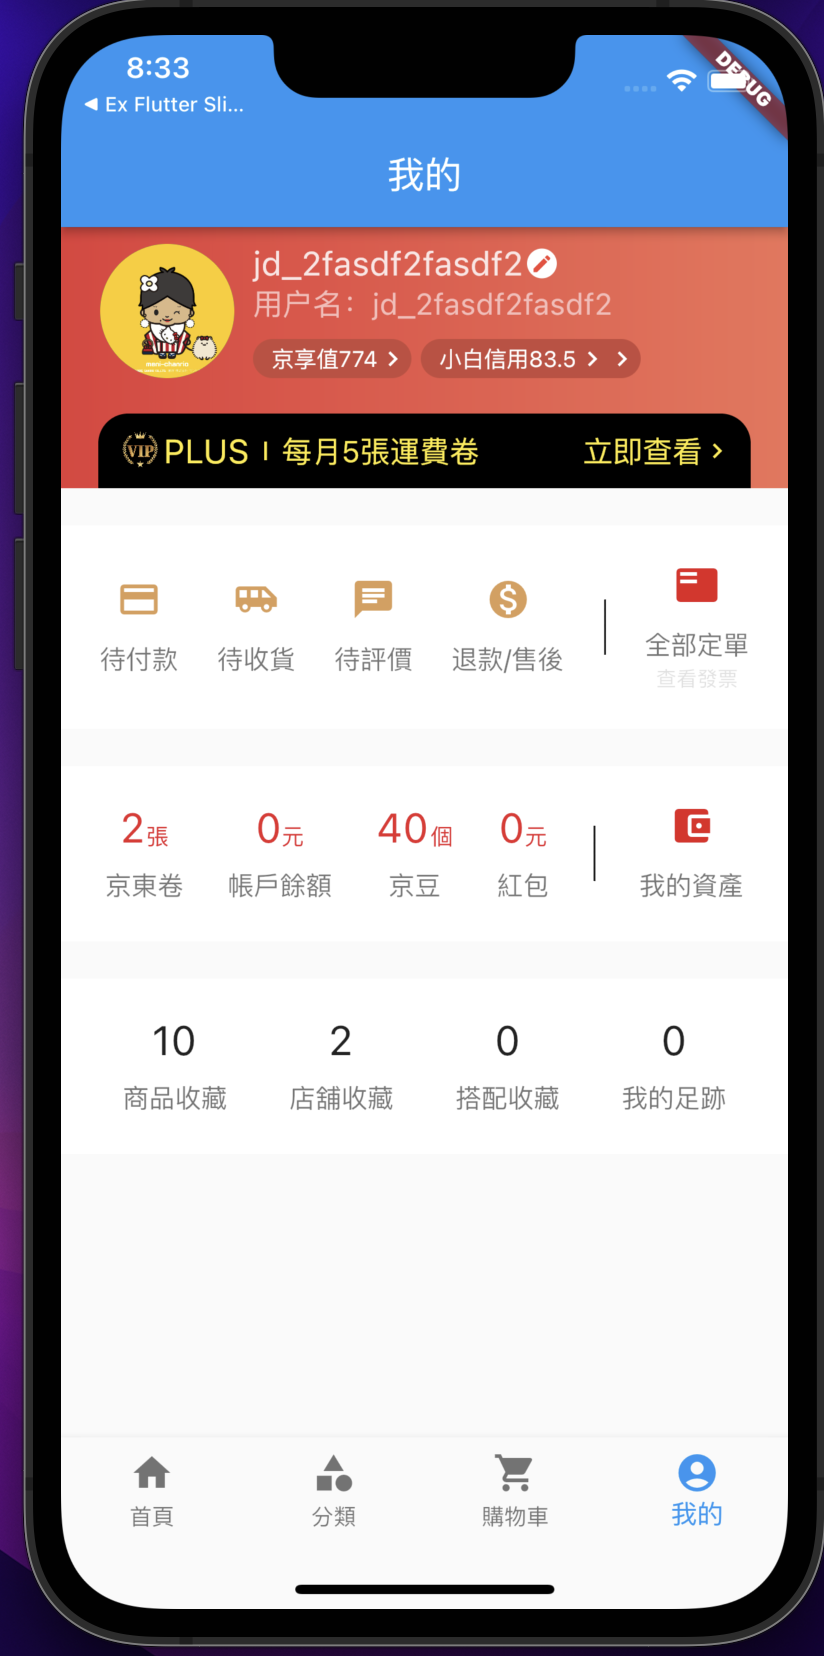 8:33
DEBUG
◀ Ex Flutter Sli...
我的
jd_2fasdf2fasdf2
用户名：jd_2fasdf2fasdf2
京享值774 >
小白信用83.5 > >
VIP PLUS | 每月5張運費卷
立即查看 >
待付款
待收貨
待評價
退款/售後
全部定單
查看發票
2張
0元
40個
0元
京東卷
帳戶餘額
京豆
紅包
我的資產
10
2
0
0
商品收藏
店舖收藏
搭配收藏
我的足跡
首頁
分類
購物車
我的